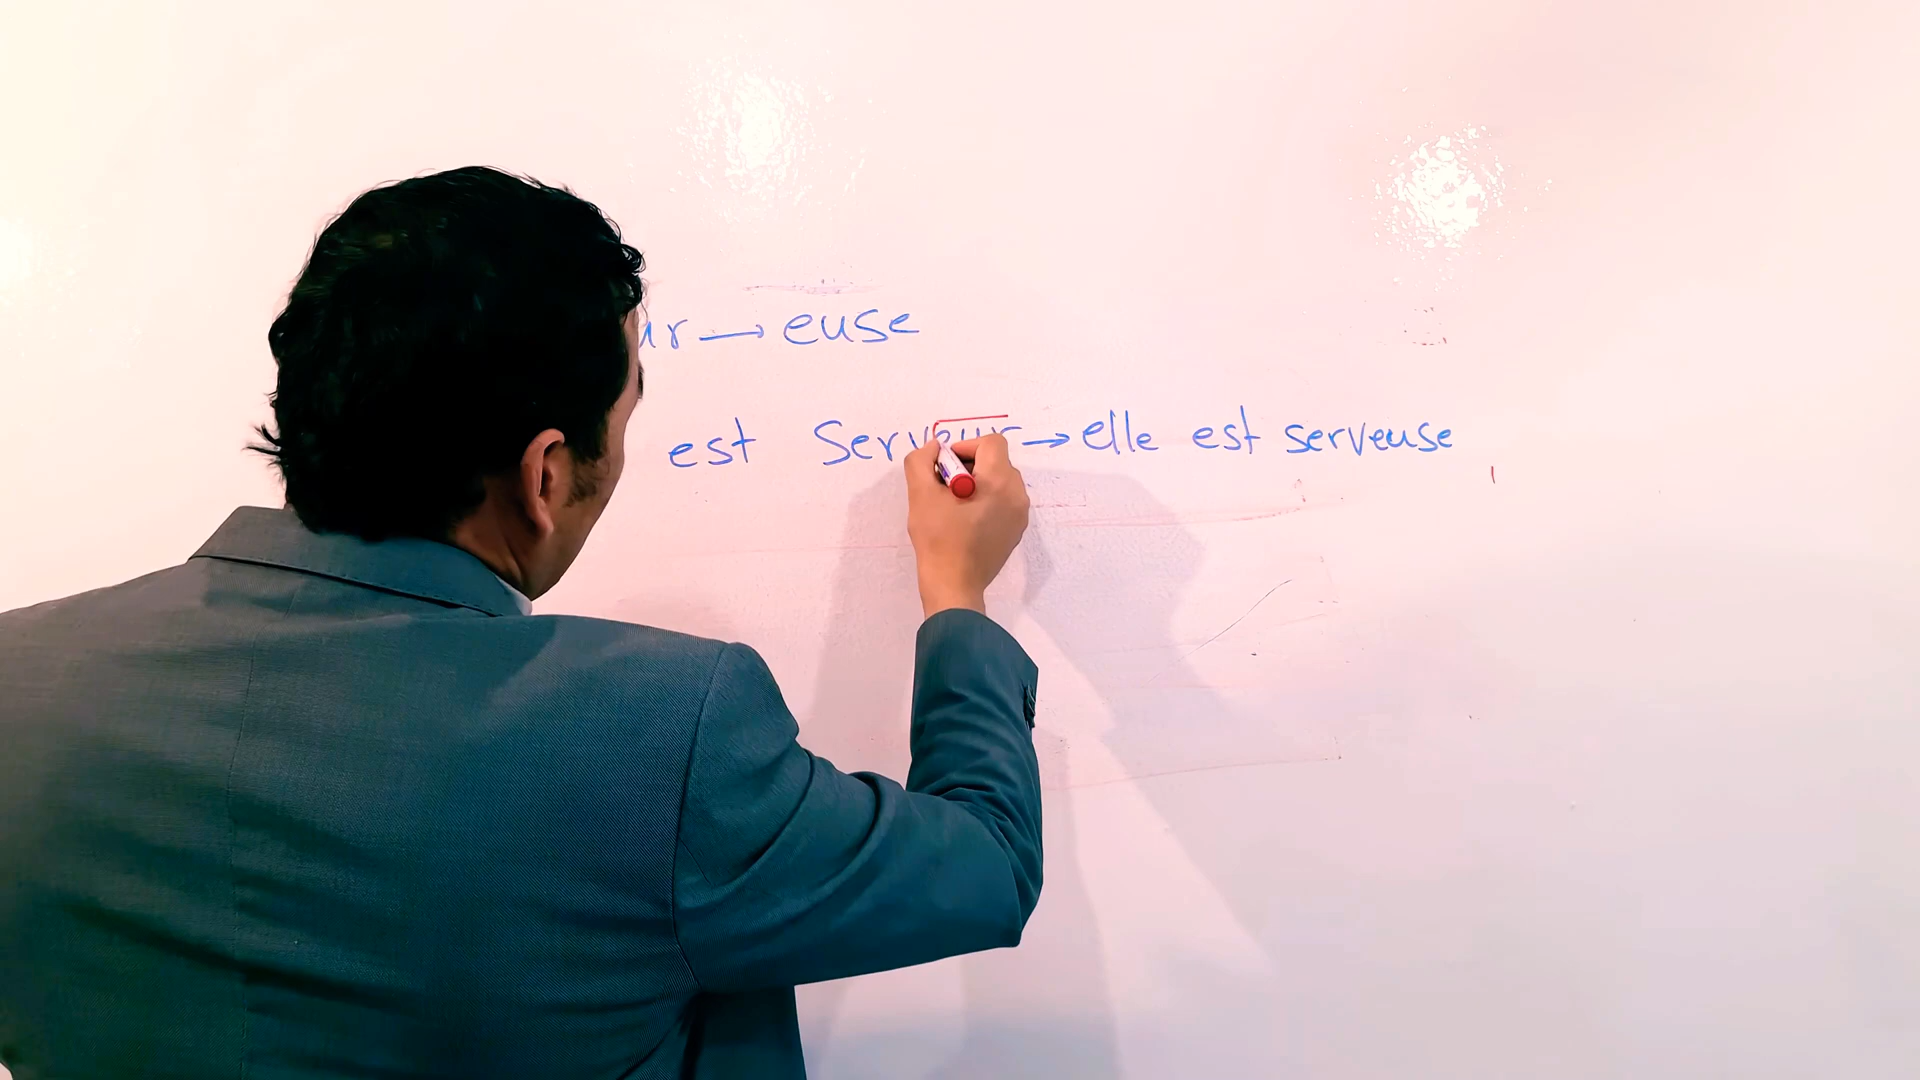 ur → euse
est Serveur → elle est serveuse